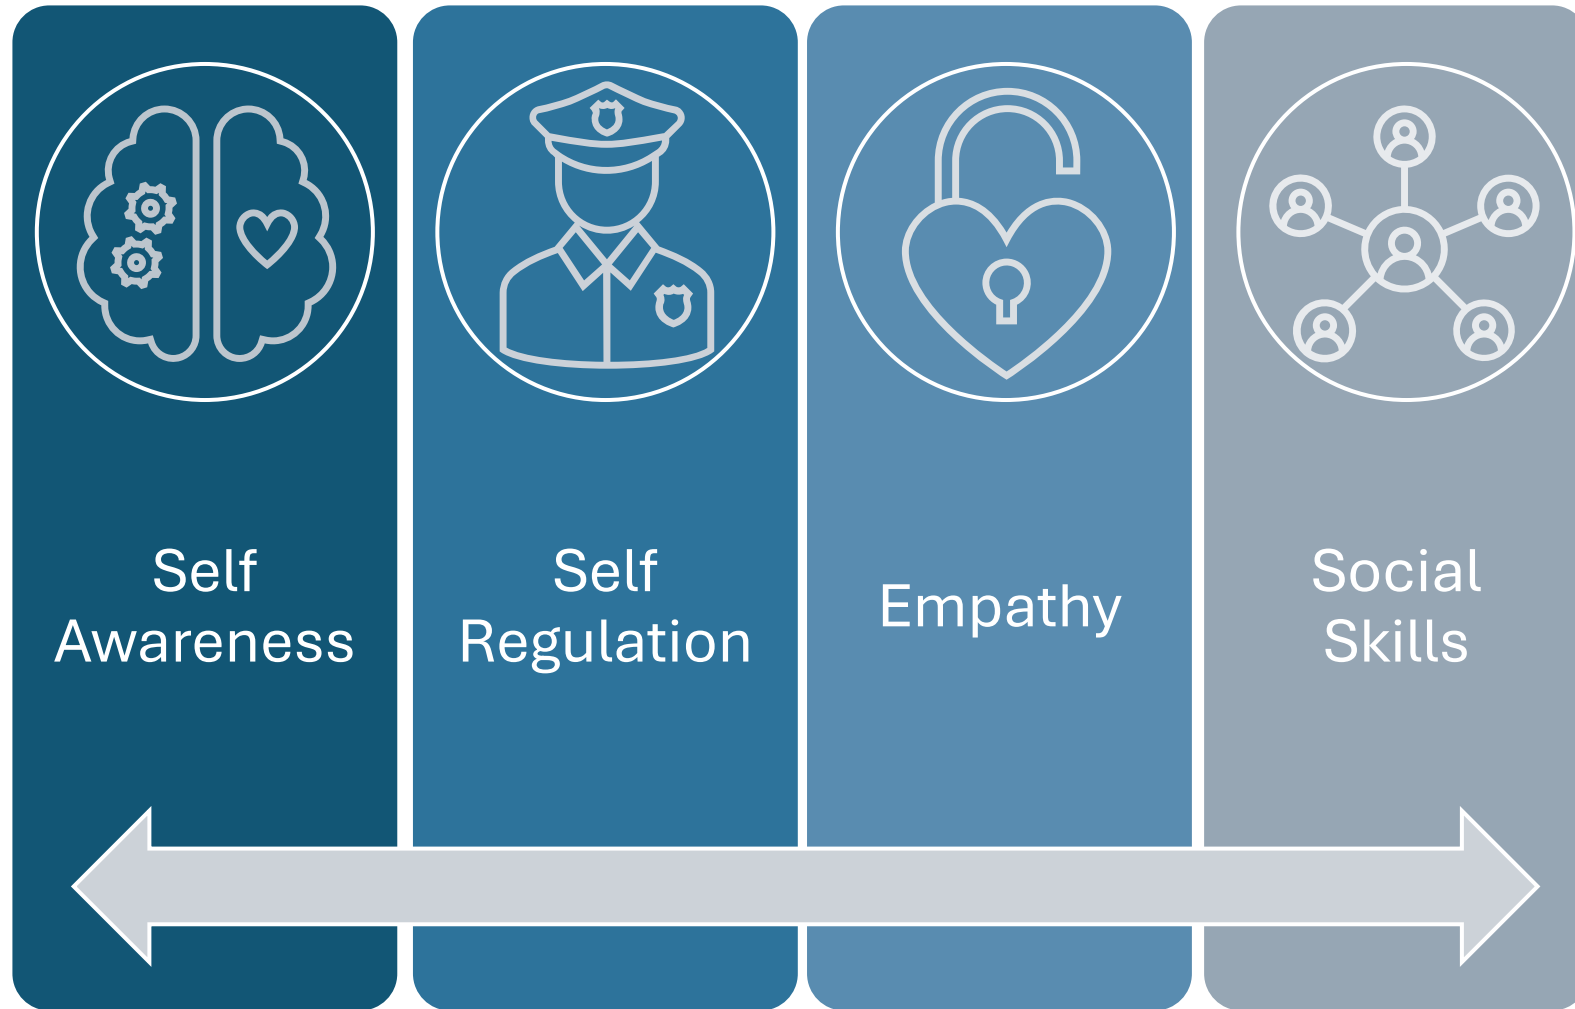 Self
Awareness
Self
Regulation
Empathy
Social
Skills